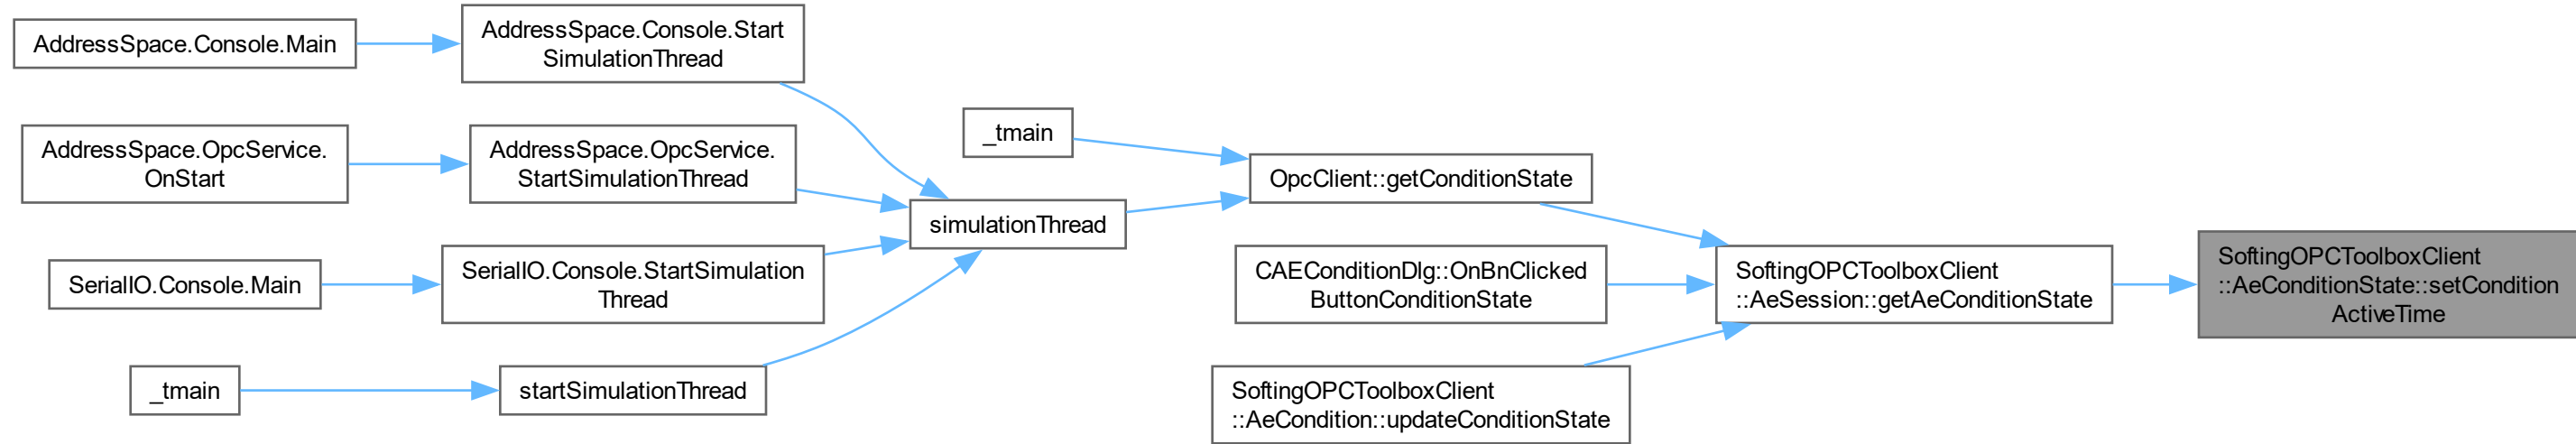 AddressSpace.Console.Main
AddressSpace.Console.Start
SimulationThread
AddressSpace.OpcService.
OnStart
AddressSpace.OpcService.
StartSimulationThread
SerialIO.Console.Main
SerialIO.Console.StartSimulation
Thread
_tmain
startSimulationThread
simulationThread
_tmain
OpcClient::getConditionState
CAEConditionDlg::OnBnClicked
ButtonConditionState
SoftingOPCToolboxClient
::AeCondition::updateConditionState
SoftingOPCToolboxClient
::AeSession::getAeConditionState
SoftingOPCToolboxClient
::AeConditionState::setCondition
ActiveTime